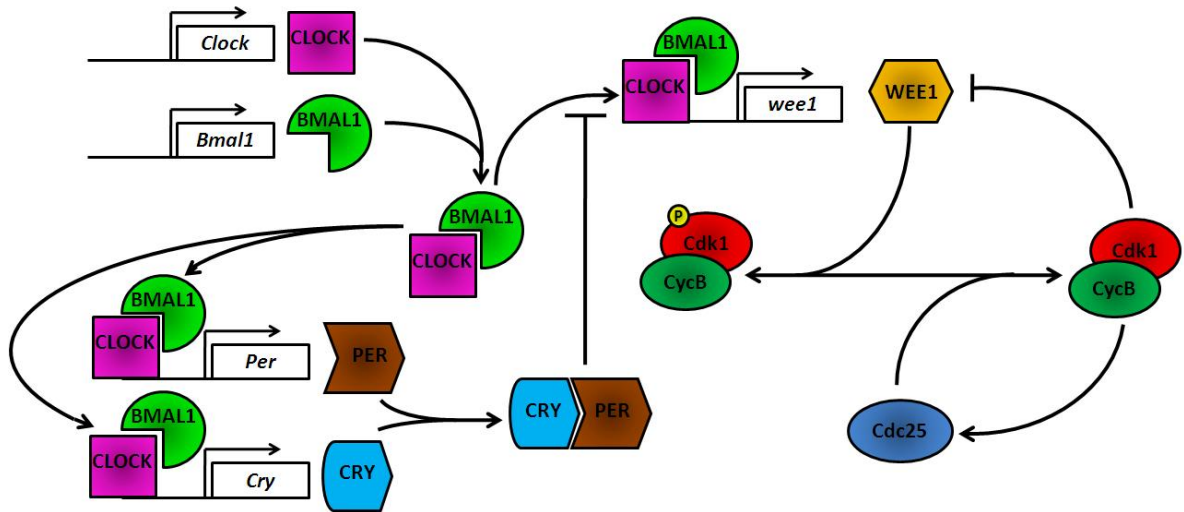 Clock
CLOCK
Bmal1
BMAL1
BMAL1
CLOCK
wee1
WEE1
BMAL1
CLOCK
P
Cdk1
CycB
Cdk1
CycB
BMAL1
CLOCK
Per
PER
BMAL1
CLOCK
Cry
CRY
CRY
PER
Cdc25